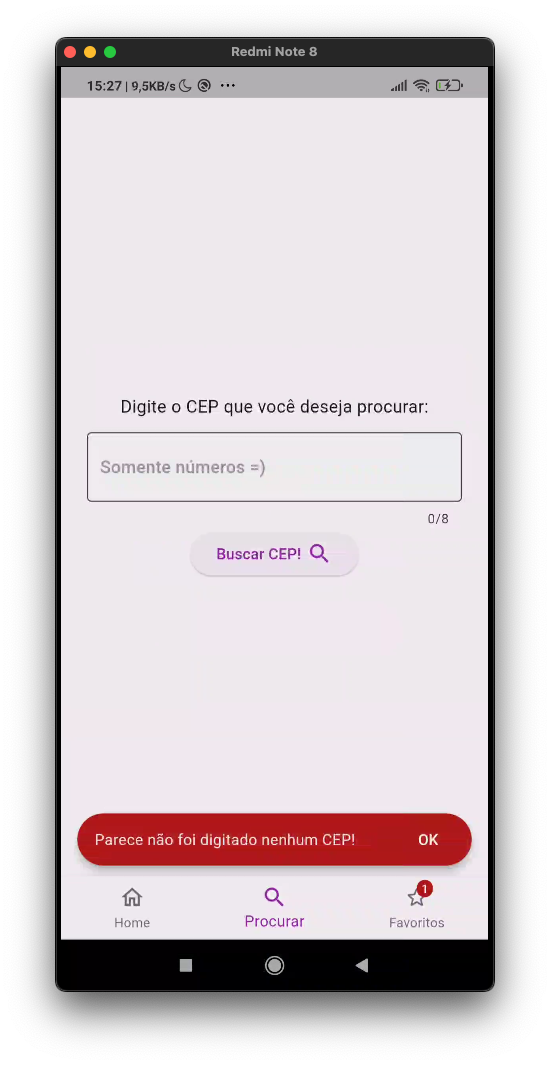 Redmi Note 8
15:27 | 9,5KB/s
Digite o CEP que você deseja procurar:
Somente números =)
0/8
Buscar CEP!
Parece não foi digitado nenhum CEP! OK
1
Home Procurar Favoritos